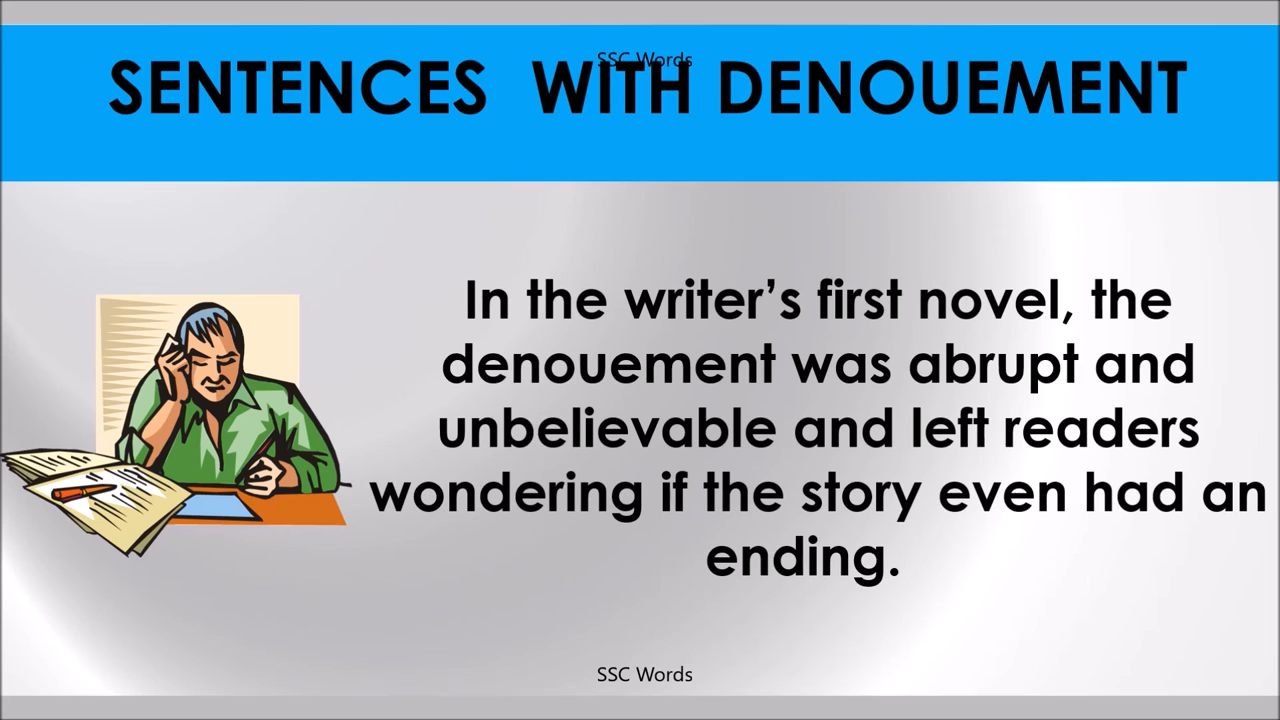 SSC Words
SENTENCES WITH DENOUEMENT
In the writer’s first novel, the
denouement was abrupt and
unbelievable and left readers
wondering if the story even had an
ending.
SSC Words